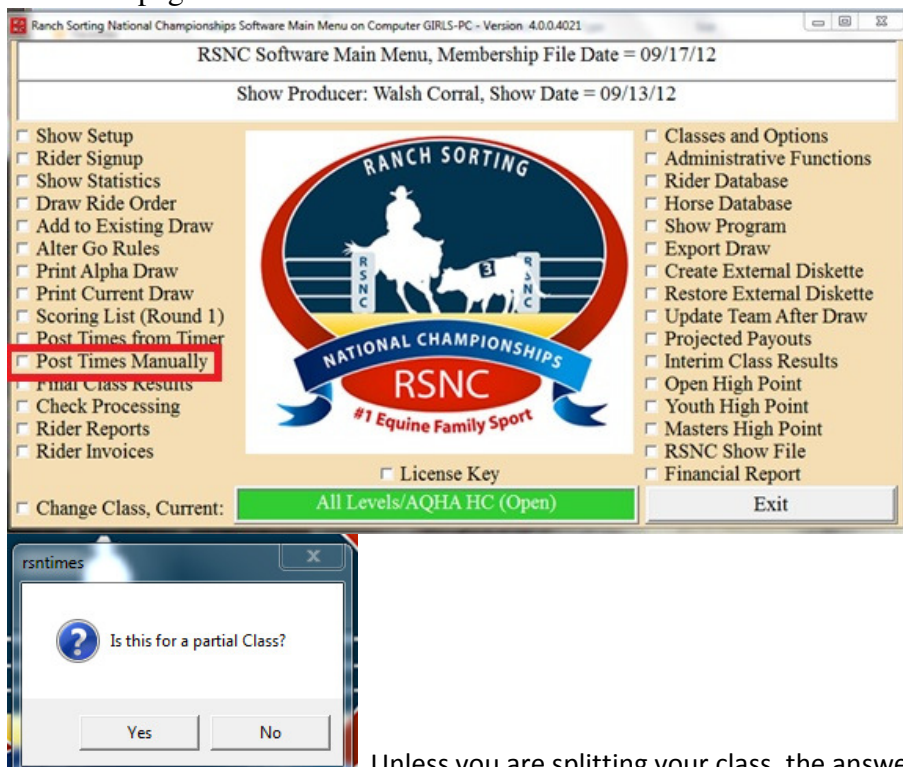 Ranch Sorting National Championships Software Main Menu on Computer GIRLS-PC - Version 4.0.0.4021
RSNC Software Main Menu, Membership File Date = 09/17/12
Show Producer: Walsh Corral, Show Date = 09/13/12
Show Setup
Rider Signup
Show Statistics
Draw Ride Order
Add to Existing Draw
Alter Go Rules
Print Alpha Draw
Print Current Draw
Scoring List (Round 1)
Post Times from Timer
Post Times Manually
Final Class Results
Check Processing
Rider Reports
Rider Invoices
Change Class, Current:
RANCH SORTING
RSNC
3
RSNC
NATIONAL CHAMPIONSHIPS
RSNC
#1 Equine Family Sport
License Key
All Levels/AQHA HC (Open)
Classes and Options
Administrative Functions
Rider Database
Horse Database
Show Program
Export Draw
Create External Diskette
Restore External Diskette
Update Team After Draw
Projected Payouts
Interim Class Results
Open High Point
Youth High Point
Masters High Point
RSNC Show File
Financial Report
Exit
rsntimes
Is this for a partial Class?
Yes No
Unless you are splitting your class, the answe